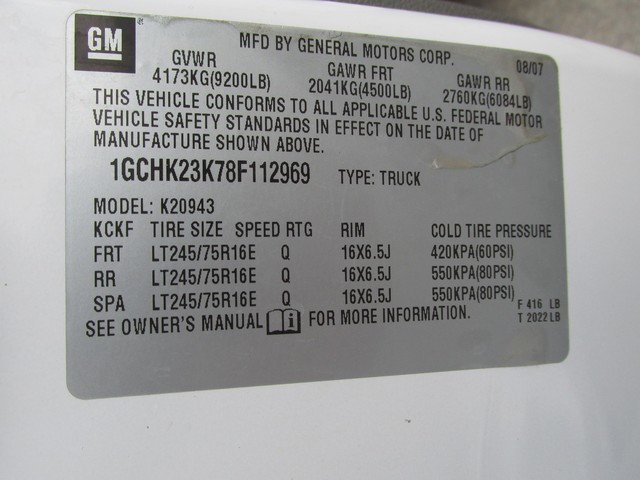 GM
MFD BY GENERAL MOTORS CORP. 08/07
GVWR GAWR FRT GAWR RR
4173KG(9200LB) 2041KG(4500LB) 2760KG(6084LB)
THIS VEHICLE CONFORMS TO ALL APPLICABLE U.S. FEDERAL MOTOR
VEHICLE SAFETY STANDARDS IN EFFECT ON THE DATE OF
MANUFACTURE SHOWN ABOVE.
1GCHK23K78F112969 TYPE: TRUCK
MODEL: K20943
KCKF TIRE SIZE SPEED RTG RIM COLD TIRE PRESSURE
FRT LT245/75R16E Q 16X6.5J 420KPA(60PSI)
RR LT245/75R16E Q 16X6.5J 550KPA(80PSI)
SPA LT245/75R16E Q 16X6.5J 550KPA(80PSI) F 416 LB
SEE OWNER'S MANUAL i FOR MORE INFORMATION. T 2022 LB